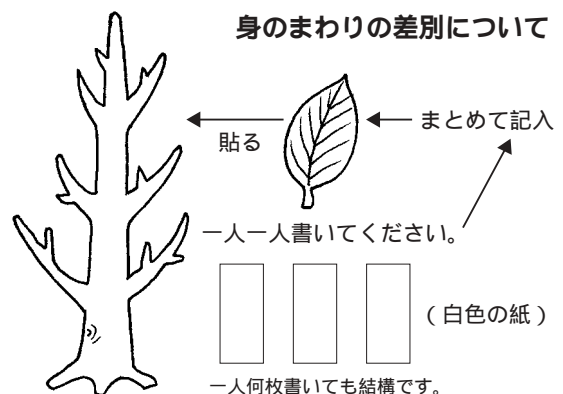 身のまわりの差別について
まとめて記入
貼る
一人一人書いてください。
(白色の紙)
一人何枚書いても結構です。